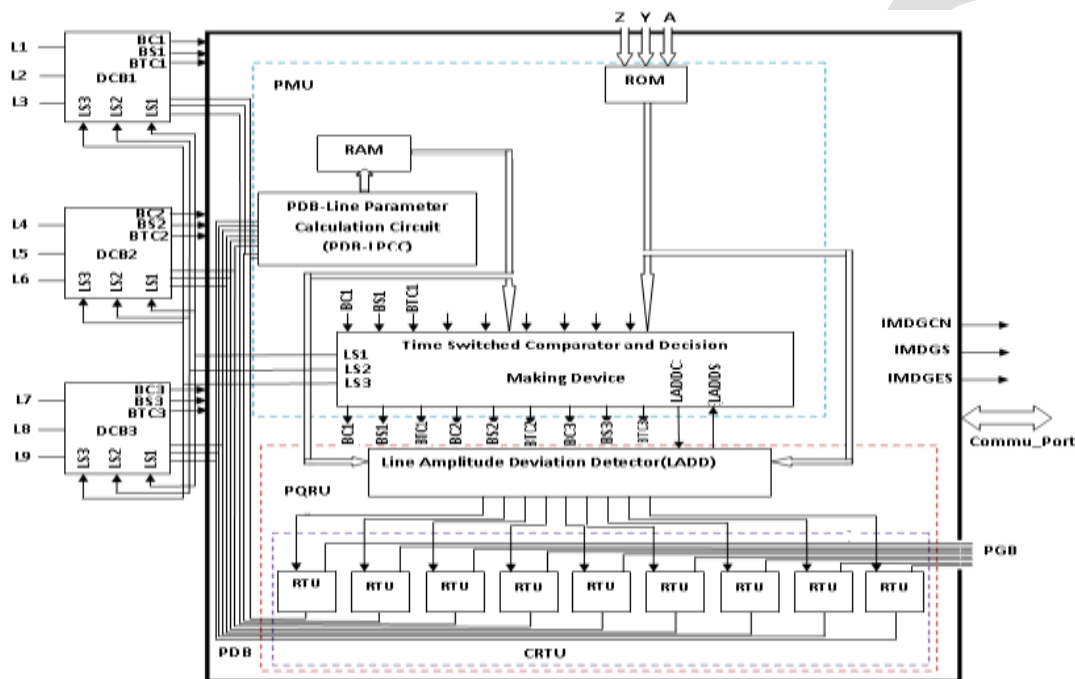 Z Y A
L1
L2
L3
BC1
BS1
BTC1
DCB1
LS3
LS2
LS1
PMU
ROM
RAM
PDB-Line Parameter
Calculation Circuit
(PDB-LPCC)
L4
L5
L6
BC2
BS2
BTC2
DCB2
LS3
LS2
LS1
BC1
BS1
BTC1
Time Switched Comparator and Decision
Making Device
LS1
LS2
LS3
LADDC
LADDS
IMDGCN
IMDGS
IMDGES
Commu_Port
L7
L8
L9
BC3
BS3
BTC3
DCB3
LS3
LS2
LS1
BC1
BS1
BTC1
BC2
BS2
BTC2
BC3
BS3
BTC3
Line Amplitude Deviation Detector(LADD)
PQRU
PGB
RTU
RTU
RTU
RTU
RTU
RTU
RTU
RTU
RTU
PDB
CRTU